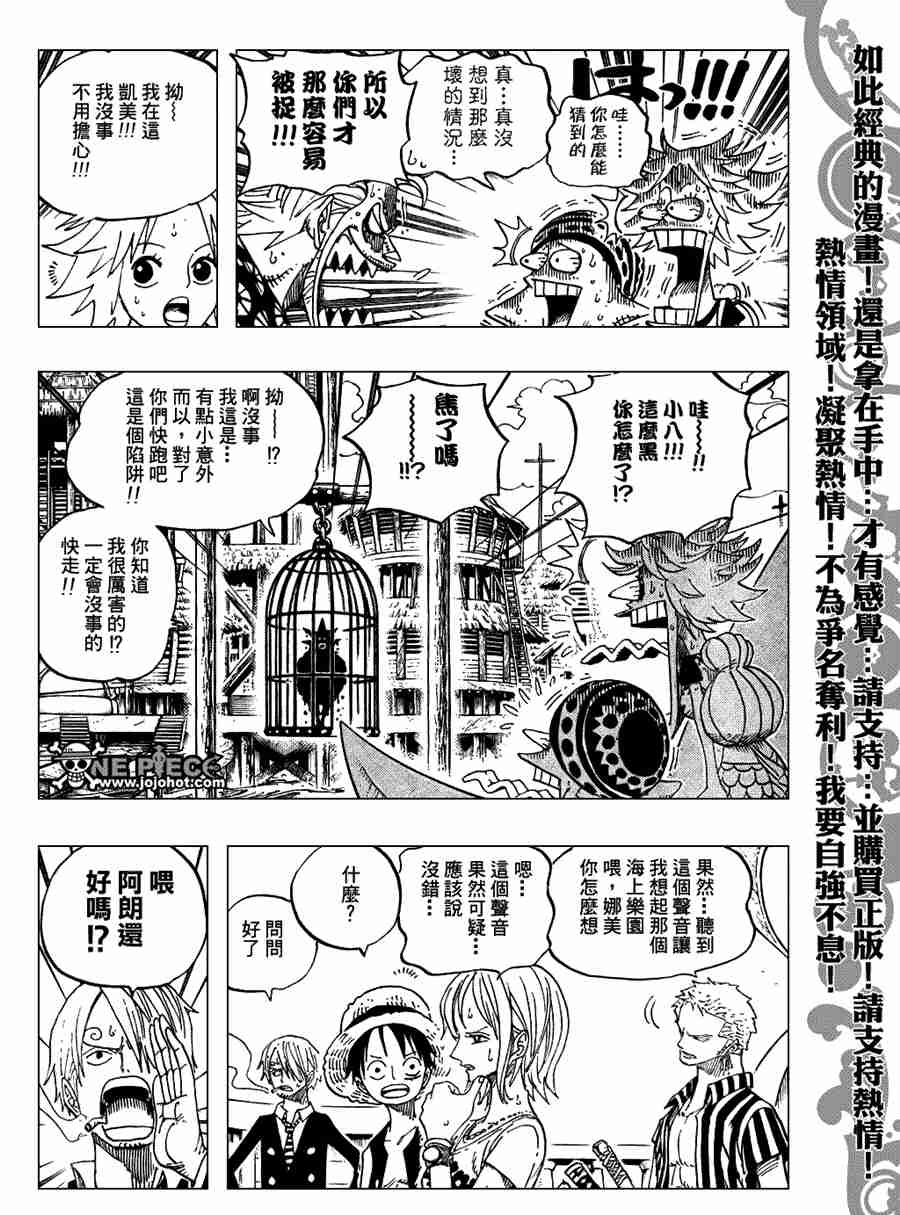 如此經典的漫畫！還是拿在手中…才有感覺…請支持…並購買正版！請支持熱情！
熱情領域！凝聚熱情！不為爭名奪利！我要自強不息！
はっ!!!
哇……
你怎麼能
猜到的
真…真沒
想到那麼
壞的情況…
所以
你們才
那麼容易
被捉!!!
拗～
我在這
凱美!!!
我沒事
不用擔心!!!
哇～
小八!!!
這麼黑
你怎麼了!?
焦了嗎
～!!?
拗～!?
啊沒事
我這是…
有點小意外
而以，對了
你們快跑吧
這是個陷阱!!
你知道
我很厲害的!?
一定會沒事的
快走!!
ONE PIECE
www.jojohot.com
果然…聽到
這個聲音讓
我想起那個
海上樂園
喂，娜美
你怎麼想
嗯…
這個聲音
果然可疑…
應該說
沒錯…
什麼?
問問
好了
喂
阿朗還
好嗎!?